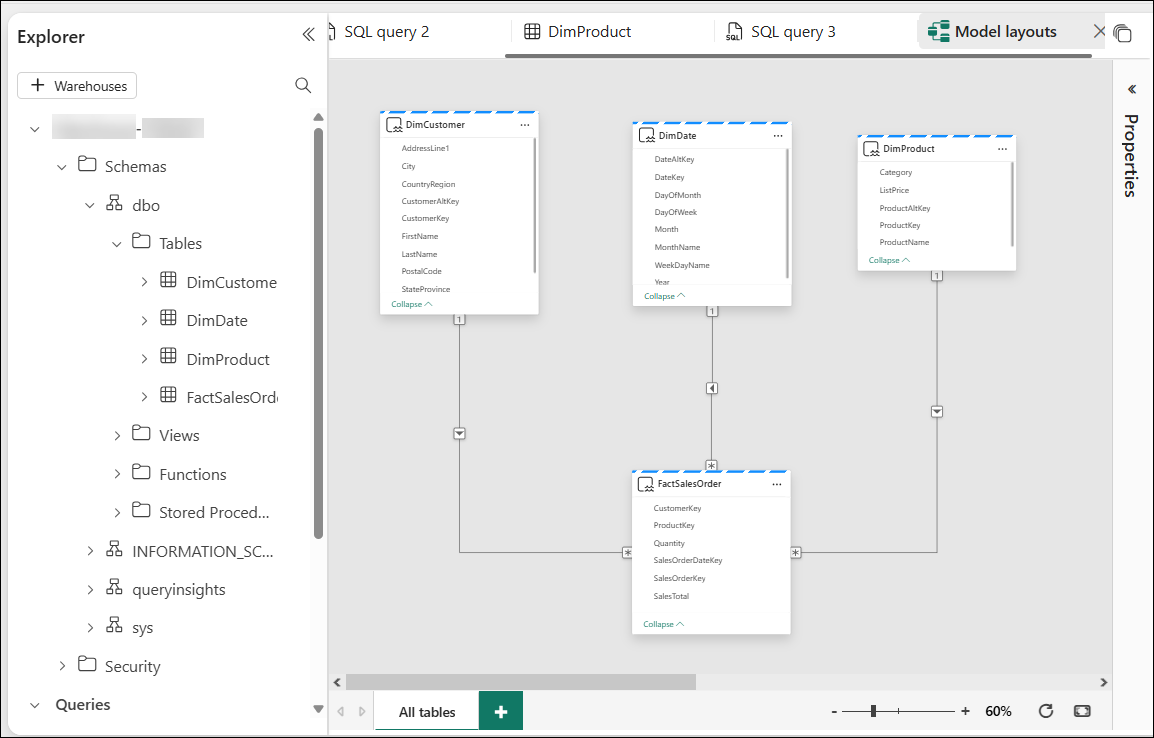 Explorer
SQL query 2
DimProduct
SQL query 3
Model layouts
Warehouses
Schemas
dbo
Tables
DimCustome
DimDate
DimProduct
FactSalesOrd
Views
Functions
Stored Proced...
INFORMATION_SC...
queryinsights
sys
Security
Queries
DimCustomer
AddressLine1
City
CountryRegion
CustomerAltKey
CustomerKey
FirstName
LastName
PostalCode
StateProvince
Collapse
DimDate
DateAltKey
DateKey
DayOfMonth
DayOfWeek
Month
MonthName
WeekDayName
Year
Collapse
DimProduct
Category
ListPrice
ProductAltKey
ProductKey
ProductName
Collapse
1
1
1
*
*
*
FactSalesOrder
CustomerKey
ProductKey
Quantity
SalesOrderDateKey
SalesOrderKey
SalesTotal
Collapse
Properties
All tables
+
- + 60%